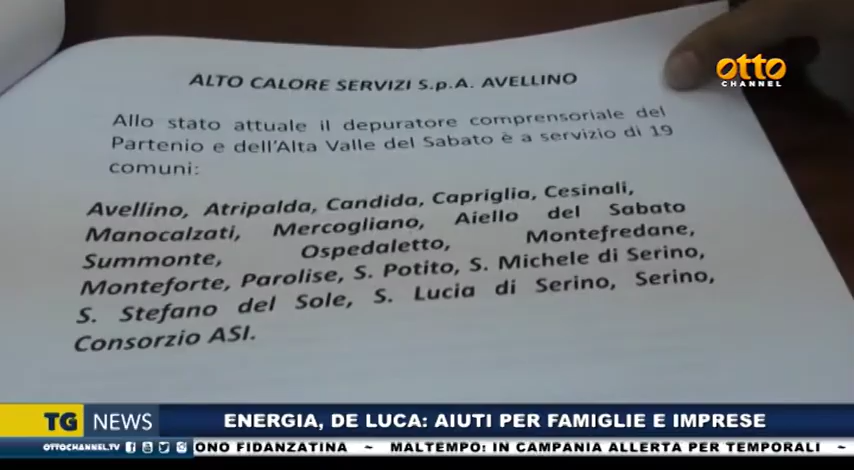 otto
CHANNEL
ALTO CALORE SERVIZI S.p.A. AVELLINO
Allo stato attuale il depuratore comprensoriale del
Partenio e dell'Alta Valle del Sabato è a servizio di 19
comuni:
Avellino, Atripalda, Candida, Capriglia, Cesinali,
Manocalzati, Mercogliano, Aiello del Sabato
Summonte, Ospedaletto, Montefredane,
Monteforte, Parolise, S. Potito, S. Michele di Serino,
S. Stefano del Sole, S. Lucia di Serino, Serino,
Consorzio ASI.
TG NEWS ENERGIA, DE LUCA: AIUTI PER FAMIGLIE E IMPRESE
OTTOCHANNEL.TV ONO FIDANZATINA ~ MALTEMPO: IN CAMPANIA ALLERTA PER TEMPORALI ~